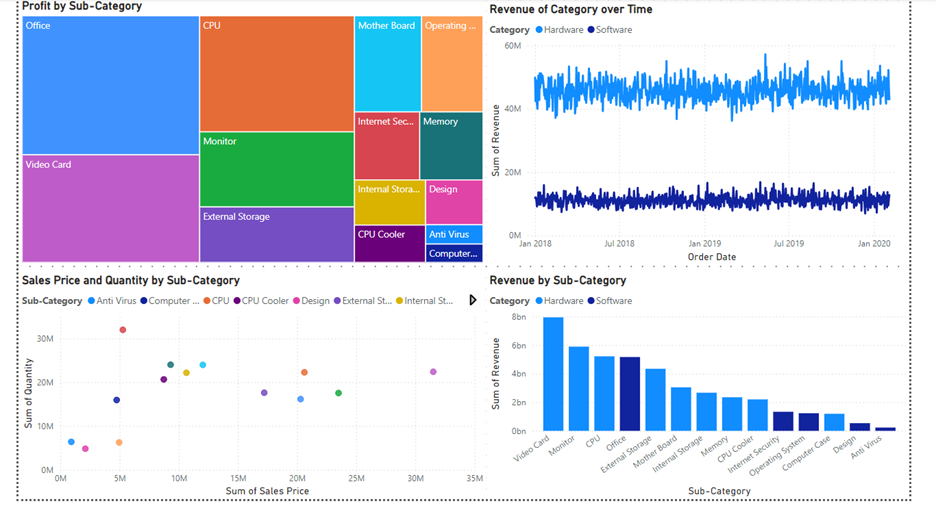 Profit by Sub-Category
Office
CPU
Mother Board
Operating ...
Internet Sec...
Memory
Video Card
Monitor
Internal Stora...
Design
External Storage
CPU Cooler
Anti Virus
Computer...
Revenue of Category over Time
Category Hardware Software
60M
40M
20M
0M
Sum of Revenue
Jan 2018 Jul 2018 Jan 2019 Jul 2019 Jan 2020
Order Date
Sales Price and Quantity by Sub-Category
Sub-Category Anti Virus Computer ... CPU CPU Cooler Design External St... Internal St...
30M
20M
10M
0M
Sum of Quantity
0M 5M 10M 15M 20M 25M 30M 35M
Sum of Sales Price
Revenue by Sub-Category
Category Hardware Software
8bn
6bn
4bn
2bn
0bn
Sum of Revenue
Video Card Monitor CPU Office External Storage Mother Board Internal Storage Memory CPU Cooler Internet Security Operating System Computer Case Design Anti Virus
Sub-Category